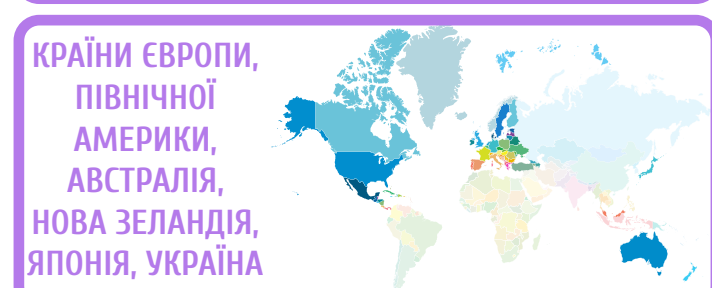 КРАЇНИ ЄВРОПИ,
ПІВНІЧНОЇ
АМЕРИКИ,
АВСТРАЛІЯ,
НОВА ЗЕЛАНДІЯ,
ЯПОНІЯ, УКРАЇНА